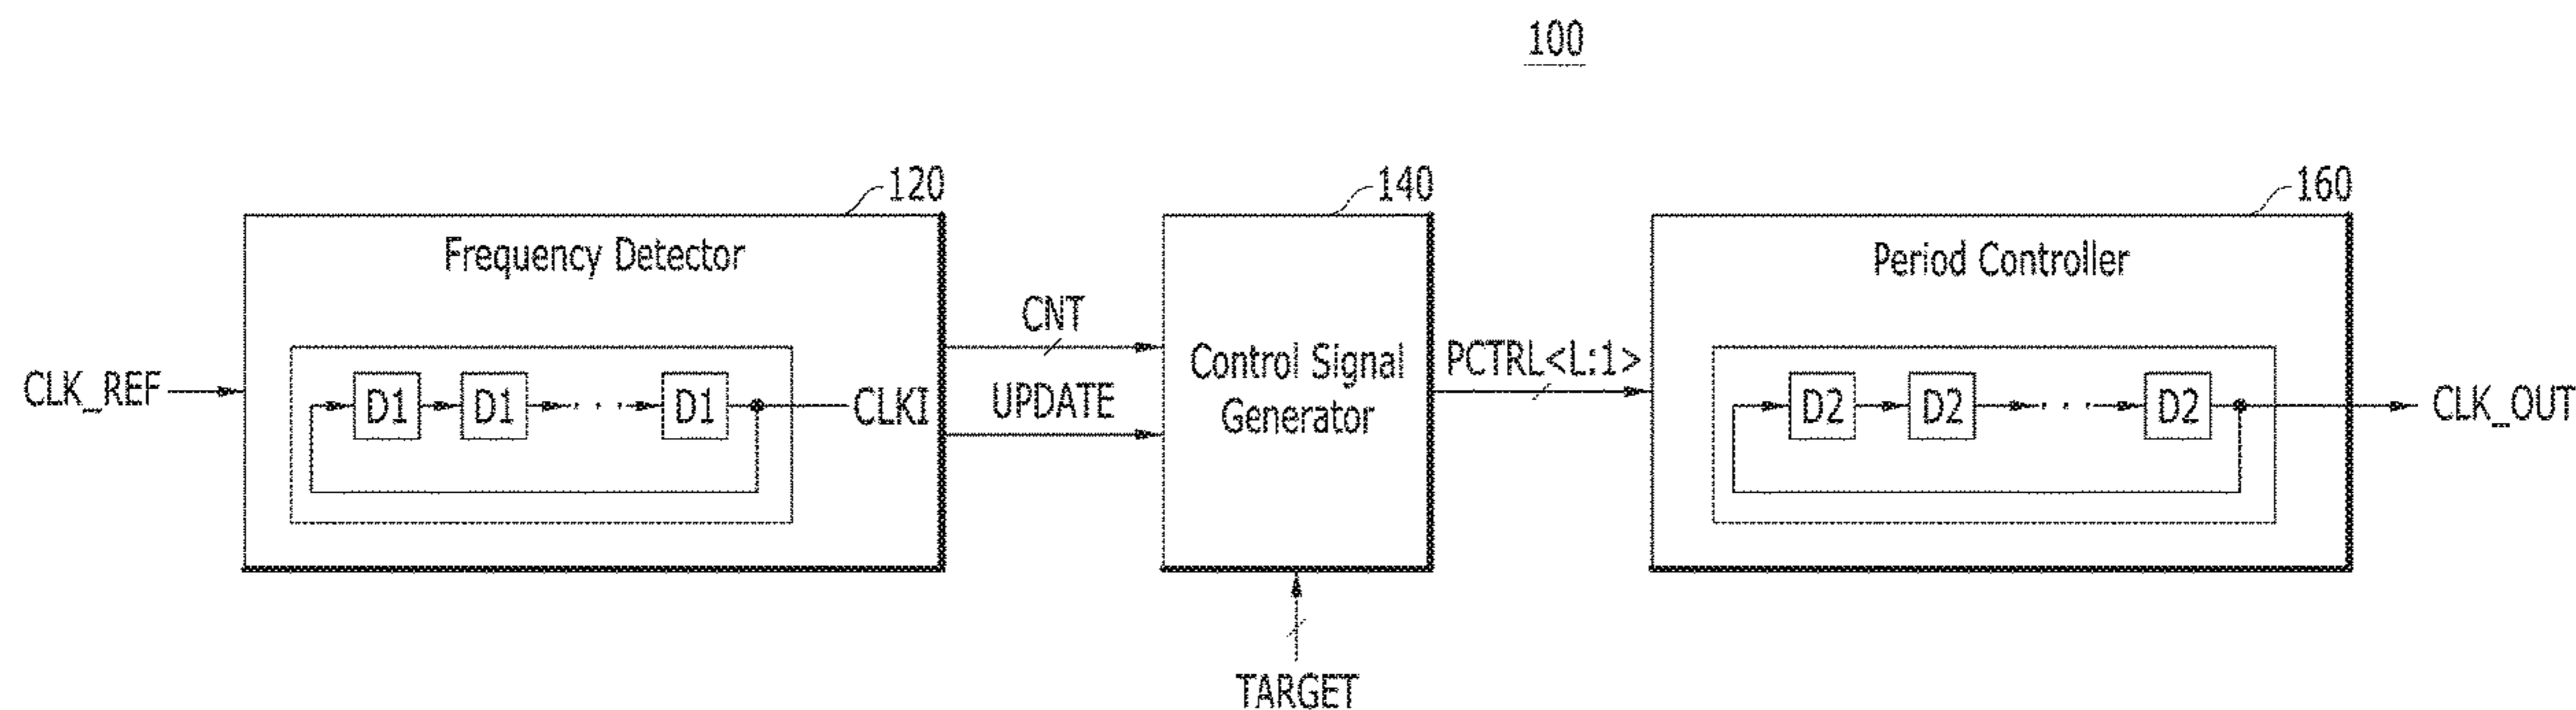 100
120
140
160
Frequency Detector
Period Controller
CNT
Control Signal
Generator
PCTRL<L:1>
CLK_REF
D1
D1
· · ·
D1
CLKI
UPDATE
D2
D2
· · ·
D2
CLK_OUT
TARGET